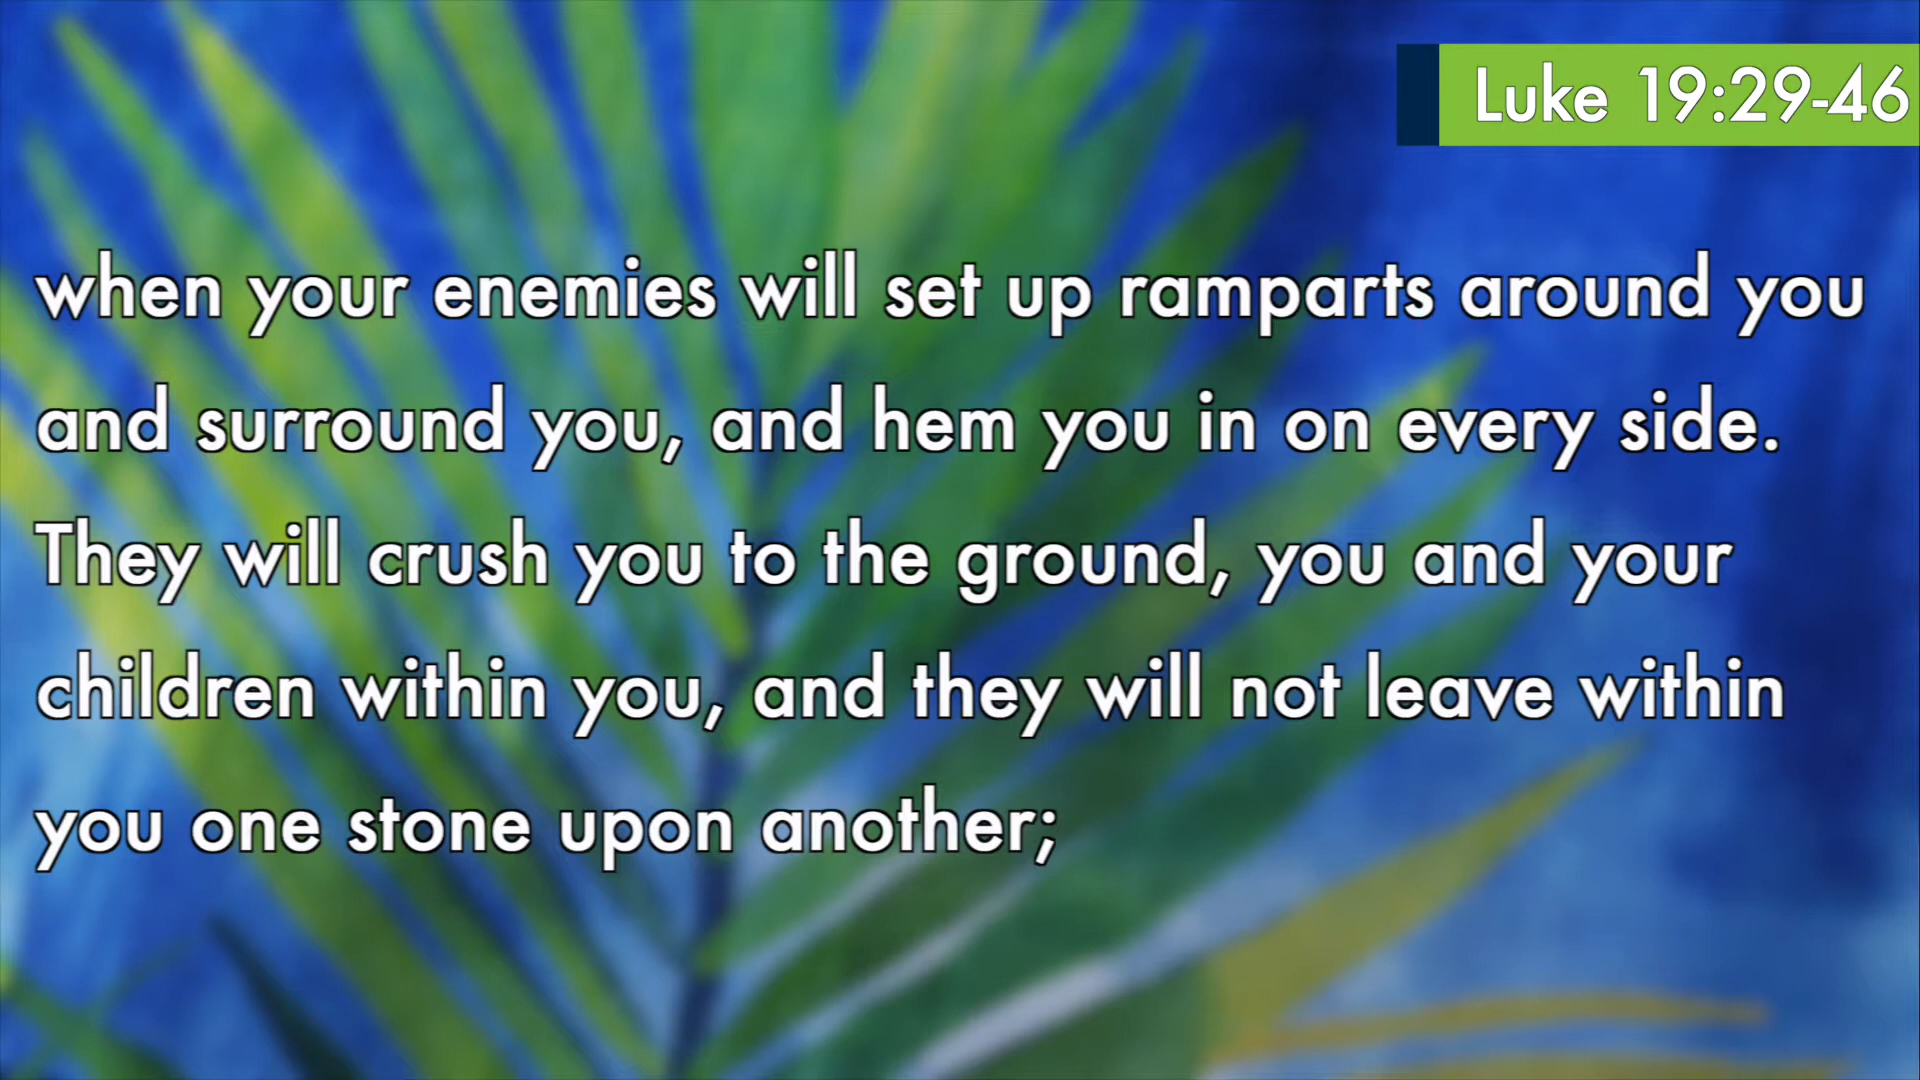 Luke 19:29-46
when your enemies will set up ramparts around you
and surround you, and hem you in on every side.
They will crush you to the ground, you and your
children within you, and they will not leave within
you one stone upon another;